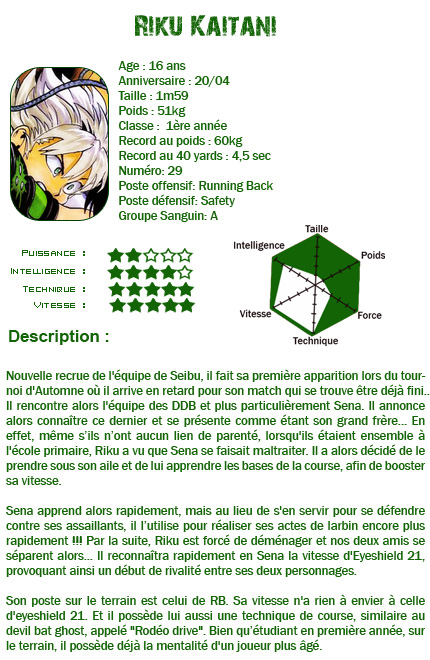 Riku Kaitani
Age : 16 ans
Anniversaire : 20/04
Taille : 1m59
Poids : 51kg
Classe : 1ère année
Record au poids : 60kg
Record au 40 yards : 4,5 sec
Numéro: 29
Poste offensif: Running Back
Poste défensif: Safety
Groupe Sanguin: A
Puissance :
Intelligence :
Technique :
Vitesse :
Taille
Intelligence
Poids
Vitesse
Force
Technique
Description :
Nouvelle recrue de l'équipe de Seibu, il fait sa première apparition lors du tour-
noi d'Automne où il arrive en retard pour son match qui se trouve être déjà fini..
Il rencontre alors l'équipe des DDB et plus particulièrement Sena. Il annonce
alors connaître ce dernier et se présente comme étant son grand frère... En
effet, même s'ils n'ont aucun lien de parenté, lorsqu'ils étaient ensemble à
l'école primaire, Riku a vu que Sena se faisait maltraiter. Il a alors décidé de le
prendre sous son aile et de lui apprendre les bases de la course, afin de booster
sa vitesse.
Sena apprend alors rapidement, mais au lieu de s'en servir pour se défendre
contre ses assaillants, il l'utilise pour réaliser ses actes de larbin encore plus
rapidement !!! Par la suite, Riku est forcé de déménager et nos deux amis se
séparent alors... Il reconnaîtra rapidement en Sena la vitesse d'Eyeshield 21,
provoquant ainsi un début de rivalité entre ses deux personnages.
Son poste sur le terrain est celui de RB. Sa vitesse n'a rien à envier à celle
d'eyeshield 21. Et il possède lui aussi une technique de course, similaire au
devil bat ghost, appelé "Rodéo drive". Bien qu'étudiant en première année, sur
le terrain, il possède déjà la mentalité d'un joueur plus âgé.